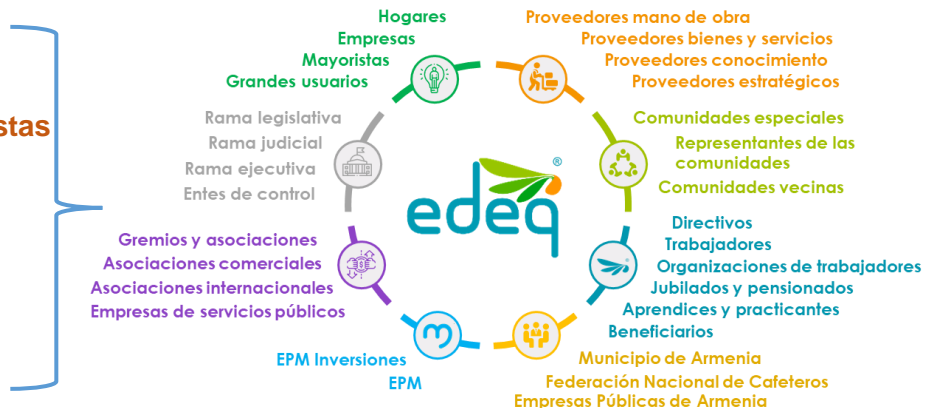 stas
Hogares
Empresas
Mayoristas
Grandes usuarios
Proveedores mano de obra
Proveedores bienes y servicios
Proveedores conocimiento
Proveedores estratégicos
Rama legislativa
Rama judicial
Rama ejecutiva
Entes de control
Comunidades especiales
Representantes de las
comunidades
Comunidades vecinas
edeq®
Gremios y asociaciones
Asociaciones comerciales
Asociaciones internacionales
Empresas de servicios públicos
Directivos
Trabajadores
Organizaciones de trabajadores
Jubilados y pensionados
Aprendices y practicantes
Beneficiarios
EPM Inversiones
EPM
Municipio de Armenia
Federación Nacional de Cafeteros
Empresas Públicas de Armenia